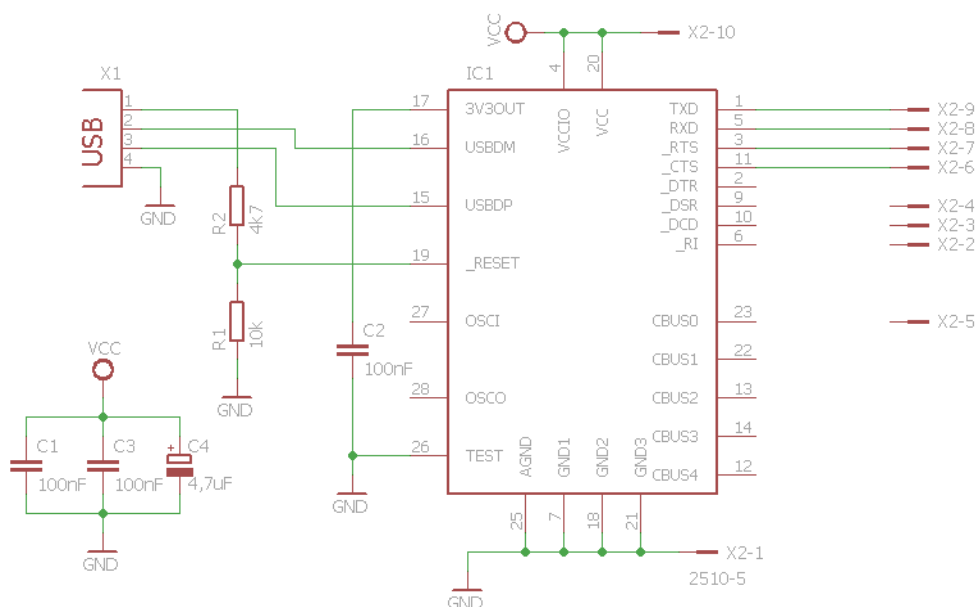 VCC
X2-10
X1
IC1
4
20
1
2
3
4
USB
GND
17
3V3OUT
16
USBDM
15
USBDP
19
_RESET
27
OSCI
28
OSCO
26
TEST
VCCIO
VCC
TXD
1
X2-9
RXD
5
X2-8
_RTS
3
X2-7
_CTS
11
X2-6
_DTR
2
_DSR
9
X2-4
_DCD
10
X2-3
_RI
6
X2-2
CBUS0
23
X2-5
CBUS1
22
CBUS2
13
CBUS3
14
CBUS4
12
R2
4k7
R1
10k
GND
C2
100nF
GND
VCC
C1
100nF
C3
100nF
+
C4
4,7uF
GND
AGND
GND1
GND2
GND3
25
7
18
21
X2-1
2510-5
GND